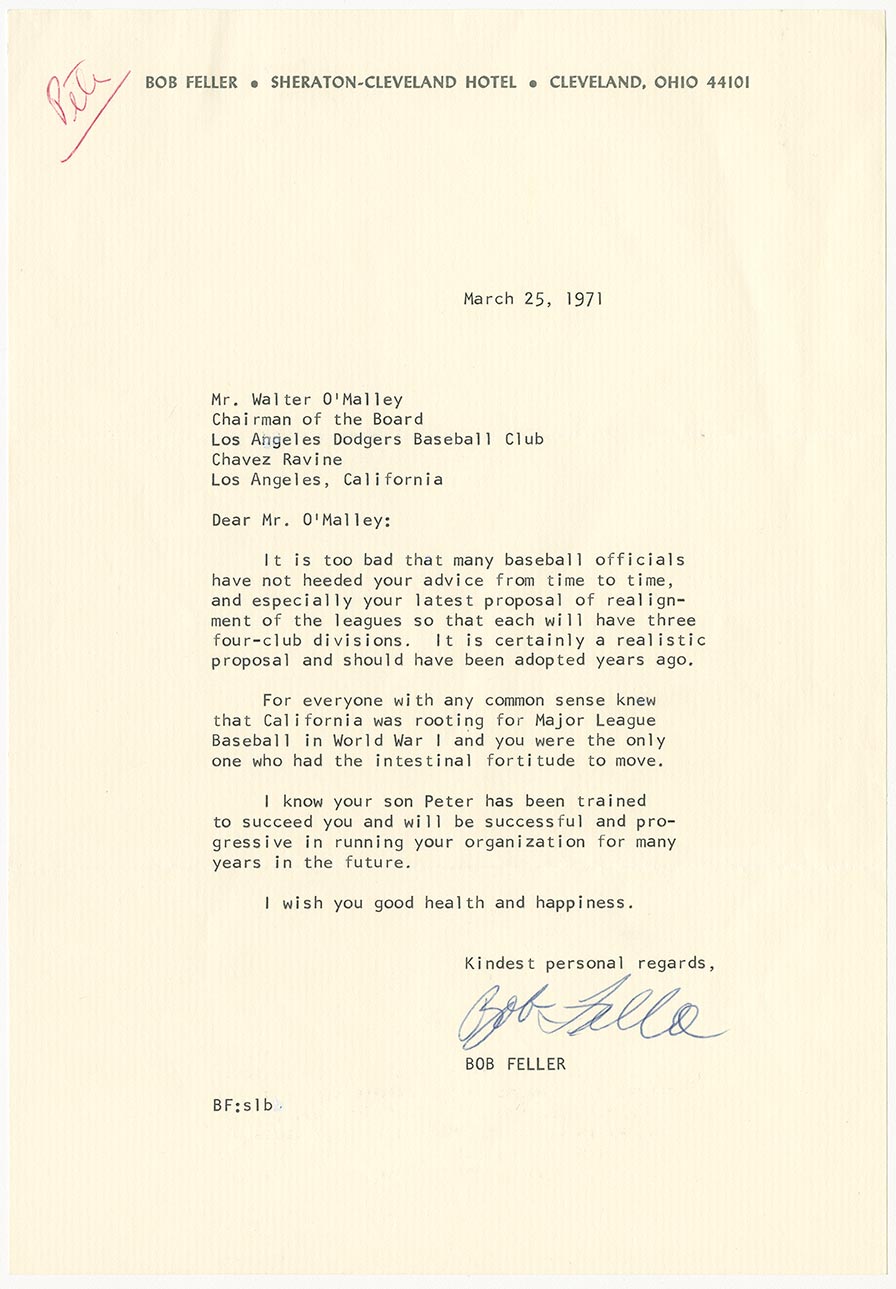 Pete
BOB FELLER • SHERATON-CLEVELAND HOTEL • CLEVELAND, OHIO 44101
March 25, 1971
Mr. Walter O'Malley
Chairman of the Board
Los Angeles Dodgers Baseball Club
Chavez Ravine
Los Angeles, California
Dear Mr. O'Malley:
It is too bad that many baseball officials
have not heeded your advice from time to time,
and especially your latest proposal of realign-
ment of the leagues so that each will have three
four-club divisions. It is certainly a realistic
proposal and should have been adopted years ago.
For everyone with any common sense knew
that California was rooting for Major League
Baseball in World War I and you were the only
one who had the intestinal fortitude to move.
I know your son Peter has been trained
to succeed you and will be successful and pro-
gressive in running your organization for many
years in the future.
I wish you good health and happiness.
Kindest personal regards,
Bob Feller
BOB FELLER
BF:slb